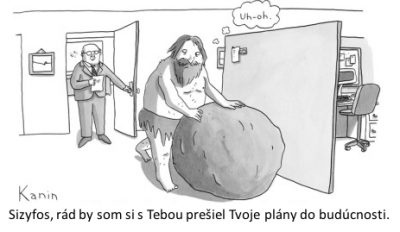 Uh-oh.
Kanin
Sizyfos, rád by som si s Tebou prešiel Tvoje plány do budúcnosti.